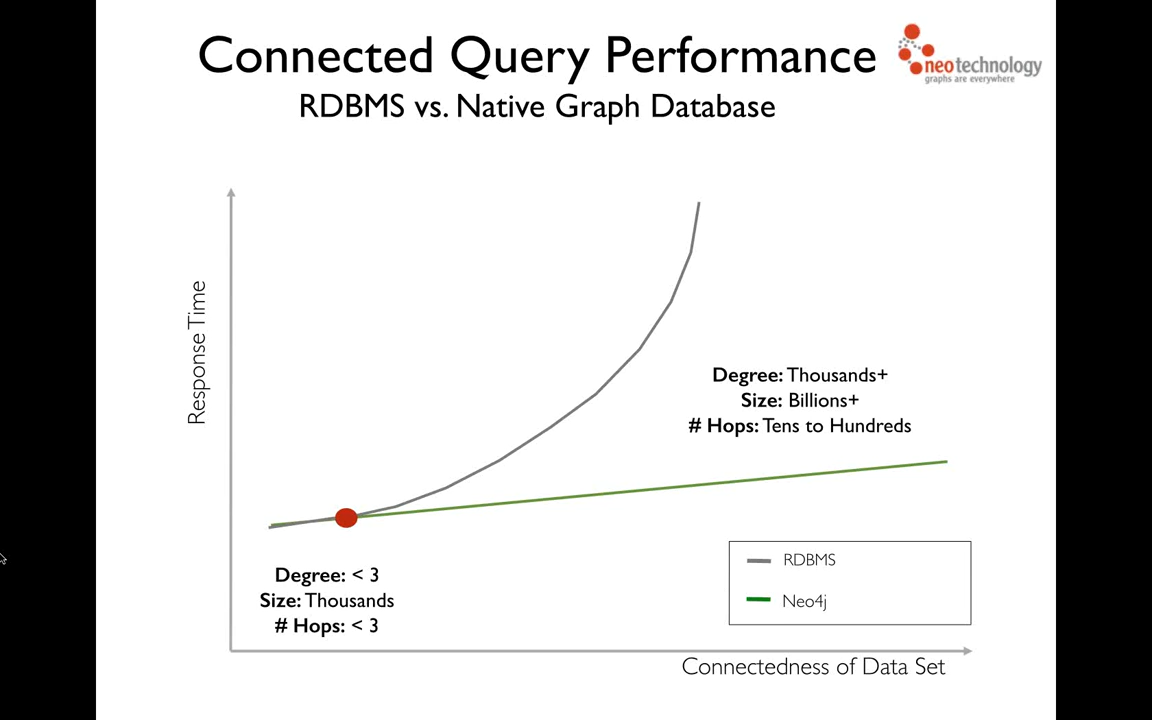 Connected Query Performance
RDBMS vs. Native Graph Database
neotechnology
graphs are everywhere
Response Time
Degree: Thousands+
Size: Billions+
# Hops: Tens to Hundreds
Degree: < 3
Size: Thousands
# Hops: < 3
RDBMS
Neo4j
Connectedness of Data Set